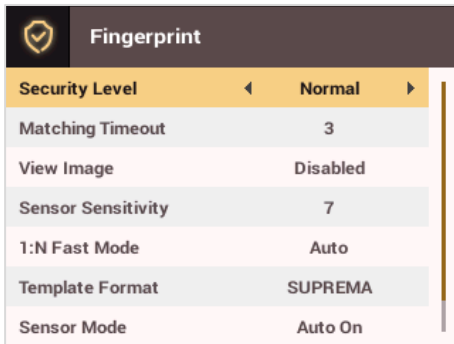 Fingerprint
Security Level Normal
Matching Timeout 3
View Image Disabled
Sensor Sensitivity 7
1:N Fast Mode Auto
Template Format SUPREMA
Sensor Mode Auto On